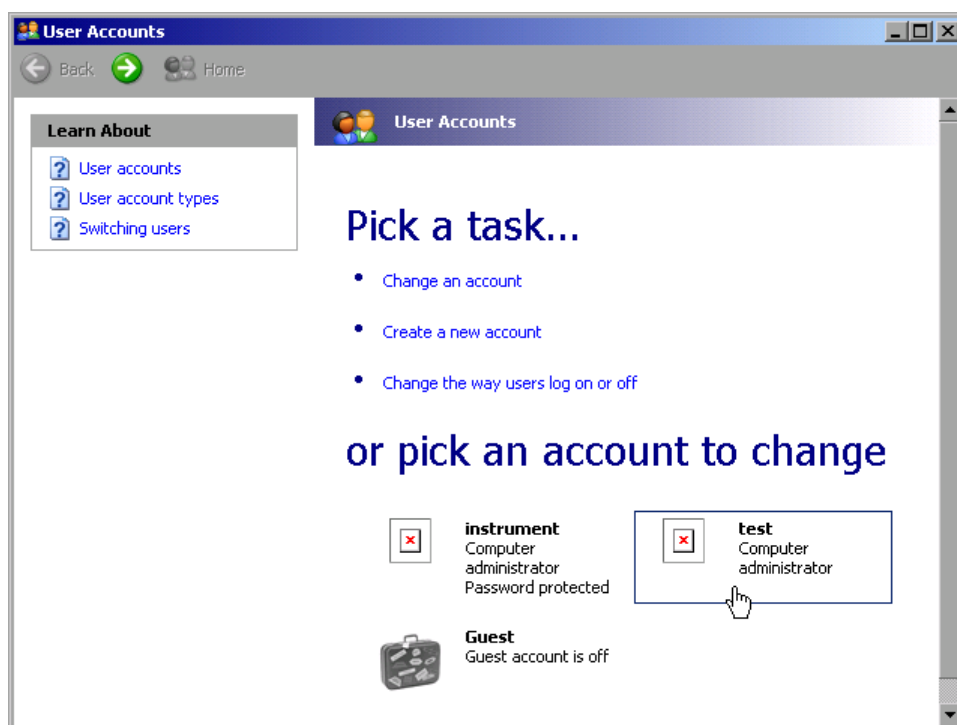 User Accounts
Back
Home
Learn About
User accounts
User account types
Switching users
User Accounts
Pick a task...
Change an account
Create a new account
Change the way users log on or off
or pick an account to change
instrument
Computer
administrator
Password protected
test
Computer
administrator
Guest
Guest account is off